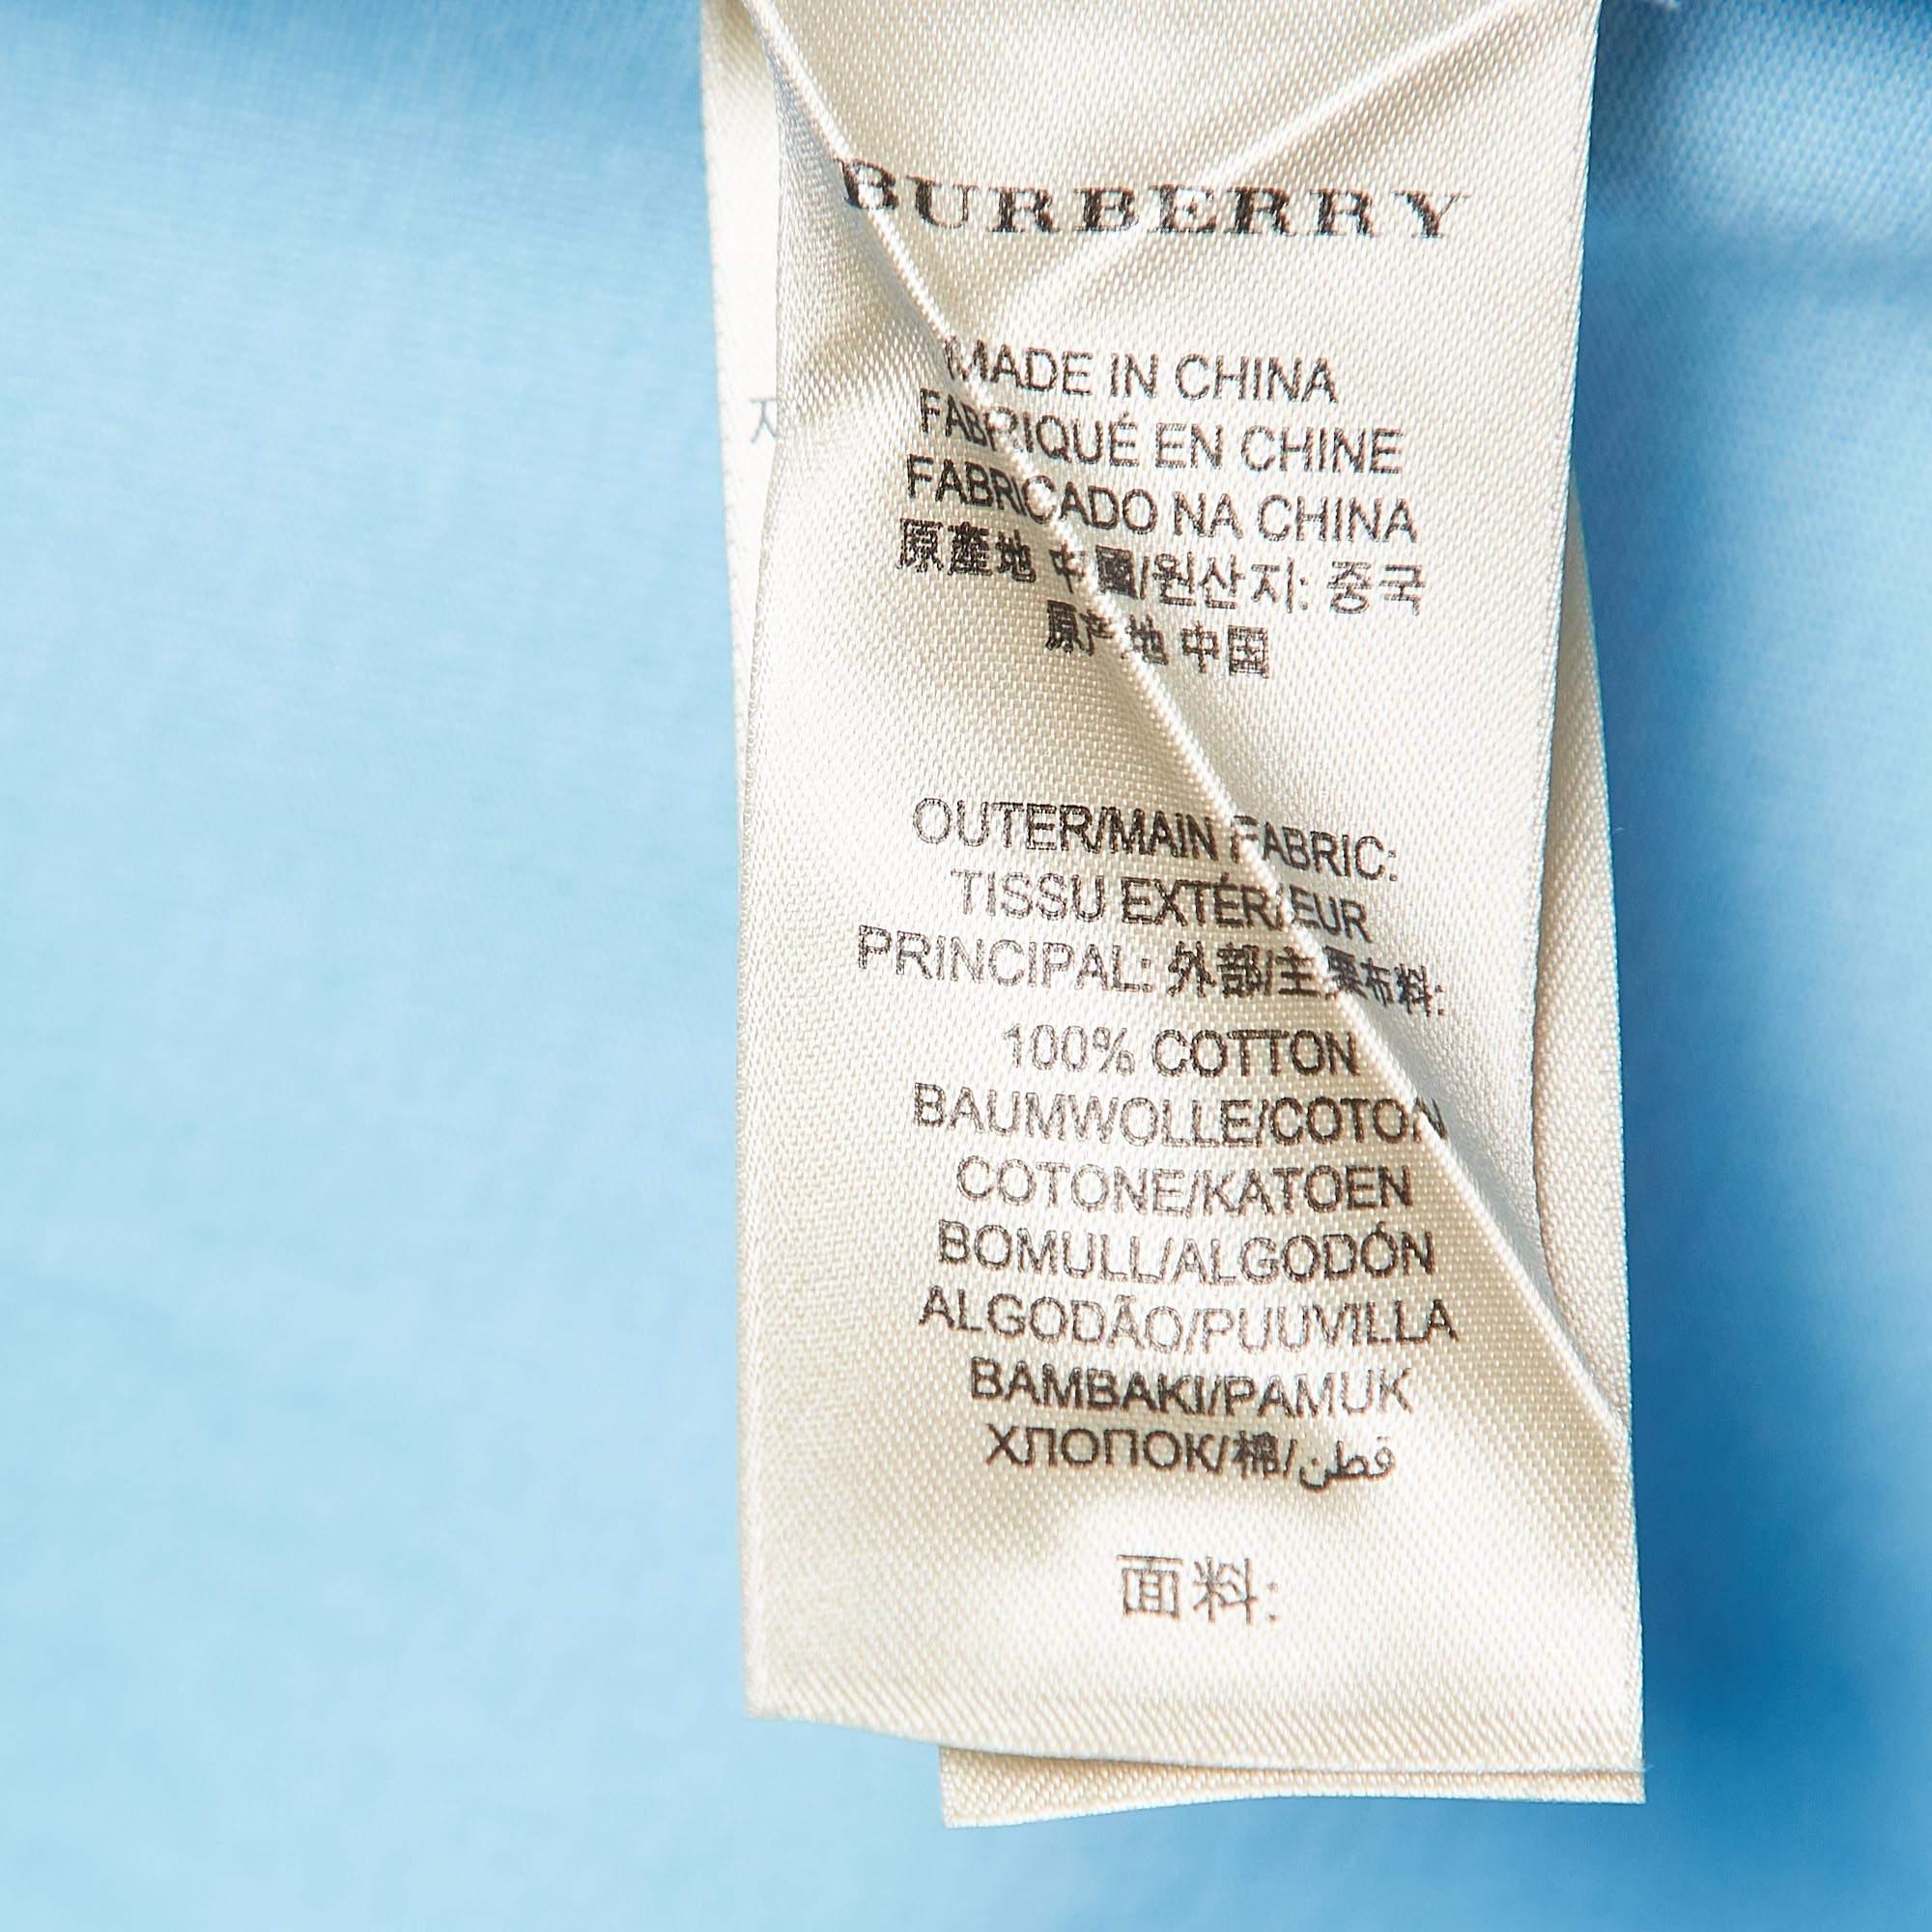 BURBERRY
MADE IN CHINA
FABRIQUÉ EN CHINE
FABRICADO NA CHINA
原產地 中國/원산지: 중국
原产地 中国
OUTER/MAIN FABRIC:
TISSU EXTÉRIEUR
PRINCIPAL: 外部/主要布料:
100% COTTON
BAUMWOLLE/COTON
COTONE/KATOEN
BOMULL/ALGODÓN
ALGODÃO/PUUVILLA
BAMBAKI/PAMUK
ХЛОПОК/棉/قطن
面料: